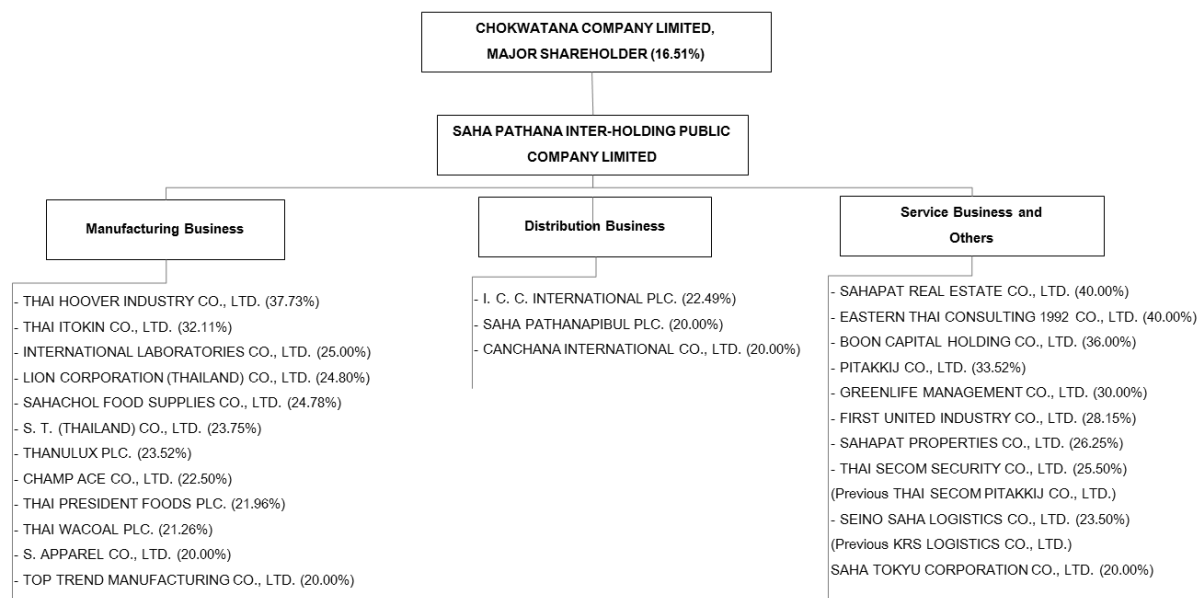 CHOKWATANA COMPANY LIMITED,
MAJOR SHAREHOLDER (16.51%)
SAHA PATHANA INTER-HOLDING PUBLIC
COMPANY LIMITED
Manufacturing Business
- THAI HOOVER INDUSTRY CO., LTD. (37.73%)
- THAI ITOKIN CO., LTD. (32.11%)
- INTERNATIONAL LABORATORIES CO., LTD. (25.00%)
- LION CORPORATION (THAILAND) CO., LTD. (24.80%)
- SAHACHOL FOOD SUPPLIES CO., LTD. (24.78%)
- S. T. (THAILAND) CO., LTD. (23.75%)
- THANULUX PLC. (23.52%)
- CHAMP ACE CO., LTD. (22.50%)
- THAI PRESIDENT FOODS PLC. (21.96%)
- THAI WACOAL PLC. (21.26%)
- S. APPAREL CO., LTD. (20.00%)
- TOP TREND MANUFACTURING CO., LTD. (20.00%)
Distribution Business
- I. C. C. INTERNATIONAL PLC. (22.49%)
- SAHA PATHANAPIBUL PLC. (20.00%)
- CANCHANA INTERNATIONAL CO., LTD. (20.00%)
Service Business and
Others
- SAHAPAT REAL ESTATE CO., LTD. (40.00%)
- EASTERN THAI CONSULTING 1992 CO., LTD. (40.00%)
- BOON CAPITAL HOLDING CO., LTD. (36.00%)
- PITAKKIJ CO., LTD. (33.52%)
- GREENLIFE MANAGEMENT CO., LTD. (30.00%)
- FIRST UNITED INDUSTRY CO., LTD. (28.15%)
- SAHAPAT PROPERTIES CO., LTD. (26.25%)
- THAI SECOM SECURITY CO., LTD. (25.50%)
(Previous THAI SECOM PITAKKIJ CO., LTD.)
- SEINO SAHA LOGISTICS CO., LTD. (23.50%)
(Previous KRS LOGISTICS CO., LTD.)
SAHA TOKYU CORPORATION CO., LTD. (20.00%)